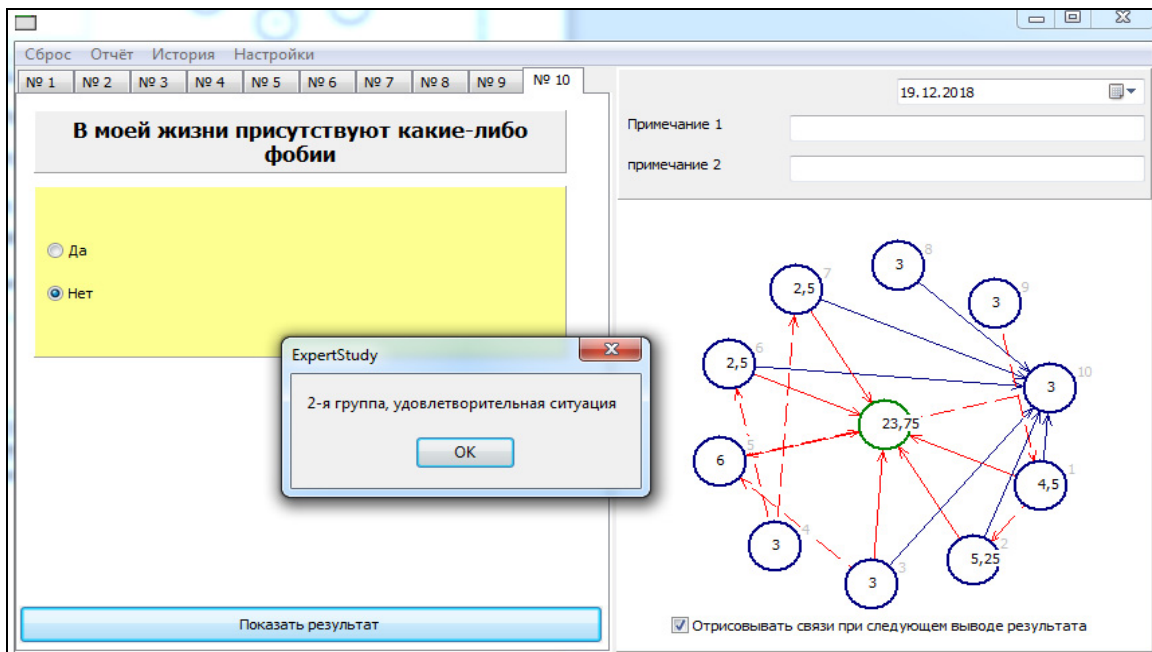 Сброс Отчёт История Настройки
№ 1 № 2 № 3 № 4 № 5 № 6 № 7 № 8 № 9 № 10
В моей жизни присутствуют какие-либо
фобии
Да
Нет
Показать результат
19.12.2018
Примечание 1
примечание 2
ExpertStudy
2-я группа, удовлетворительная ситуация
OK
3 8
2,5 7
3 9
2,5 6
3 10
23,75
6 5
4,5 1
3 4
5,25 2
3 3
Отрисовывать связи при следующем выводе результата